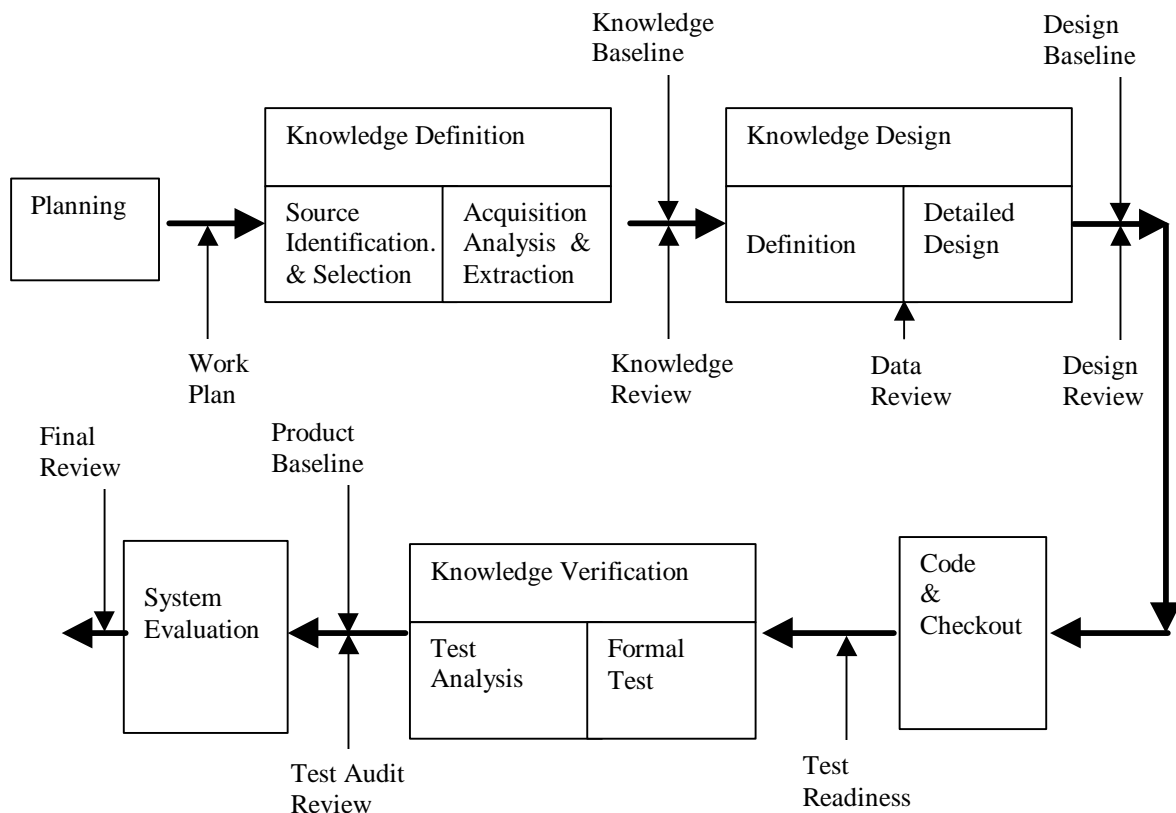 Knowledge
Baseline
Design
Baseline
Knowledge Definition
Knowledge Design
Planning
Source
Identification.
& Selection
Acquisition
Analysis &
Extraction
Definition
Detailed
Design
Work
Plan
Knowledge
Review
Data
Review
Design
Review
Final
Review
Product
Baseline
System
Evaluation
Knowledge Verification
Test
Analysis
Formal
Test
Code
&
Checkout
Test Audit
Review
Test
Readiness